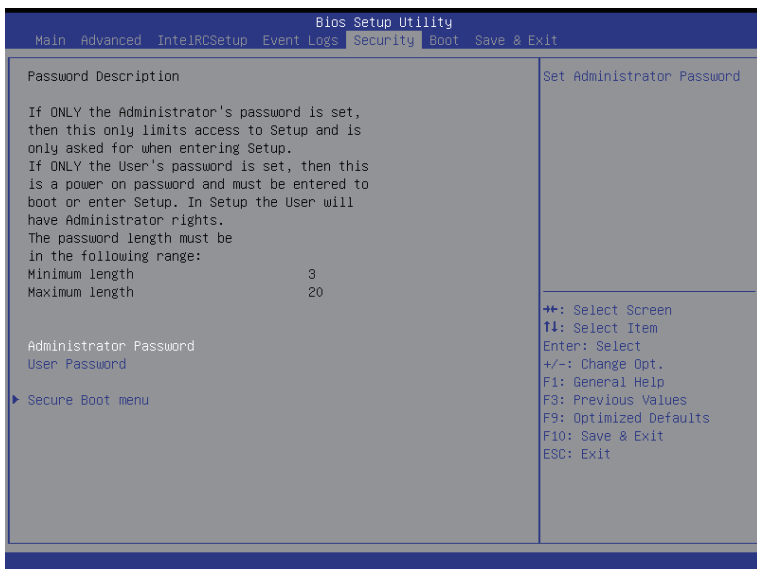 Bios Setup Utility
Main Advanced IntelRCSetup Event Logs Security Boot Save & Exit
Password Description
If ONLY the Administrator's password is set,
then this only limits access to Setup and is
only asked for when entering Setup.
If ONLY the User's password is set, then this
is a power on password and must be entered to
boot or enter Setup. In Setup the User will
have Administrator rights.
The password length must be
in the following range:
Minimum length 3
Maximum length 20
Administrator Password
User Password
Secure Boot menu
Set Administrator Password
→←: Select Screen
↑↓: Select Item
Enter: Select
+/-: Change Opt.
F1: General Help
F3: Previous Values
F9: Optimized Defaults
F10: Save & Exit
ESC: Exit